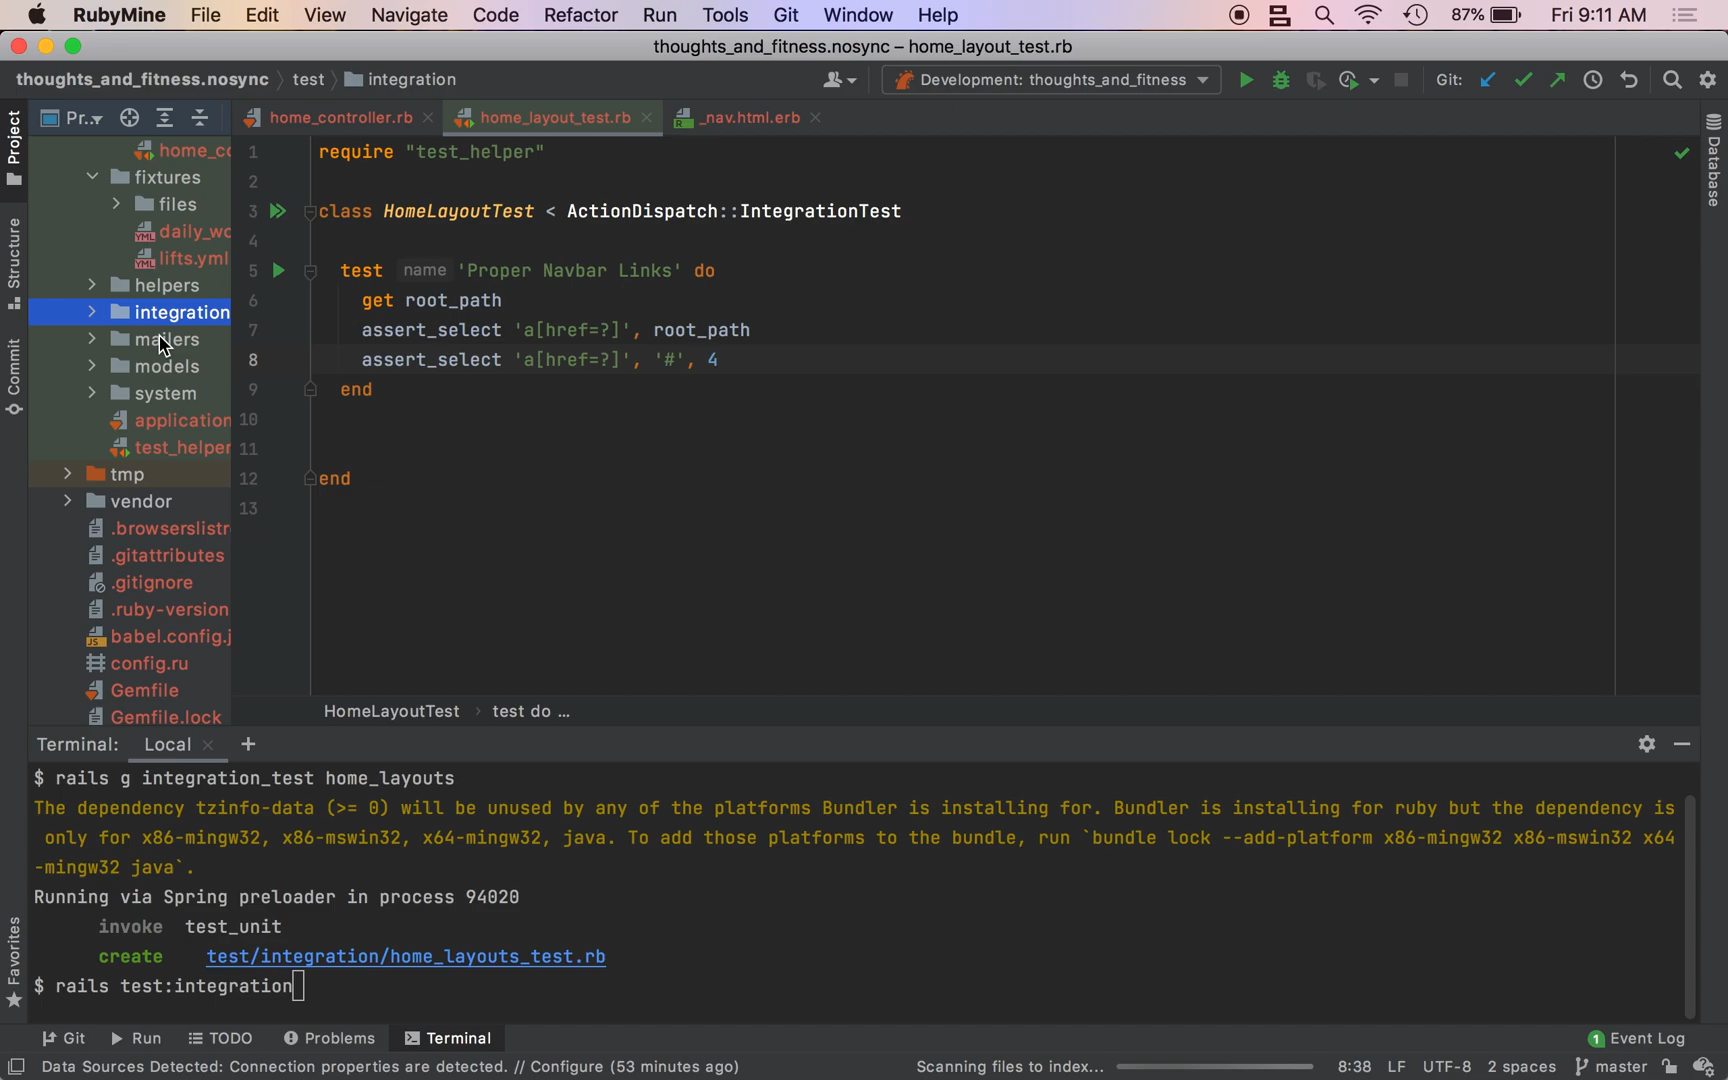 RubyMine File Edit View Navigate Code Refactor Run Tools Git Window Help 87% Fri 9:11 AM
thoughts_and_fitness.nosync – home_layout_test.rb
thoughts_and_fitness.nosync test integration Development: thoughts_and_fitness Git:
Pr... home_controller.rb home_layout_test.rb _nav.html.erb
Project
Structure
Commit
Favorites
Database
home_co
fixtures
files
daily_wo
lifts.yml
helpers
integration
mailers
models
system
application
test_helper
tmp
vendor
.browserslistr
.gitattributes
.gitignore
.ruby-version
babel.config.j
config.ru
Gemfile
Gemfile.lock
1 require "test_helper"
2
3 class HomeLayoutTest < ActionDispatch::IntegrationTest
4
5 test name 'Proper Navbar Links' do
6 get root_path
7 assert_select 'a[href=?]', root_path
8 assert_select 'a[href=?]', '#', 4
9 end
10
11
12 end
13
HomeLayoutTest test do ...
Terminal: Local
$ rails g integration_test home_layouts
The dependency tzinfo-data (>= 0) will be unused by any of the platforms Bundler is installing for. Bundler is installing for ruby but the dependency is
only for x86-mingw32, x86-mswin32, x64-mingw32, java. To add those platforms to the bundle, run `bundle lock --add-platform x86-mingw32 x86-mswin32 x64
-mingw32 java`.
Running via Spring preloader in process 94020
invoke test_unit
create test/integration/home_layouts_test.rb
$ rails test:integration
Git Run TODO Problems Terminal 1 Event Log
Data Sources Detected: Connection properties are detected. // Configure (53 minutes ago) Scanning files to index... 8:38 LF UTF-8 2 spaces master